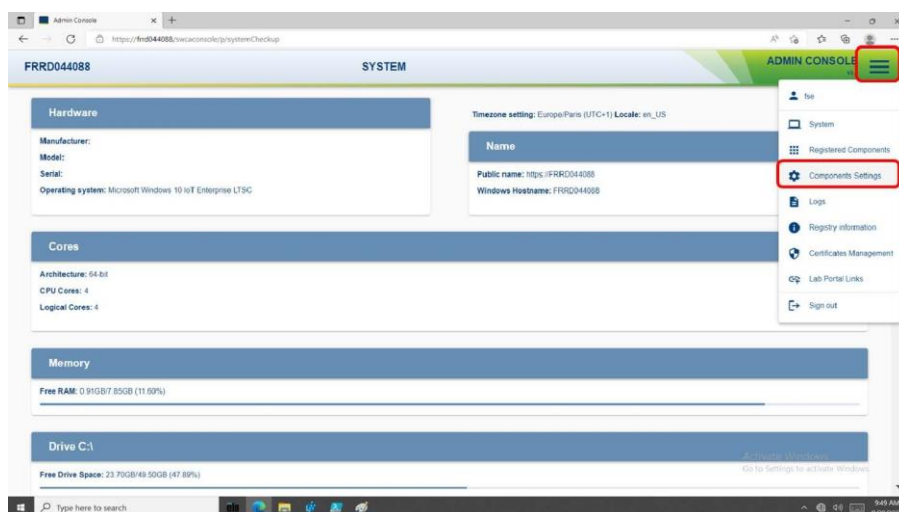 Admin Console
https://frrd044088/swcaconsole/p/systemCheckup
FRRD044088
SYSTEM
ADMIN CONSOLE
fse
System
Registered Components
Components Settings
Logs
Registry information
Certificates Management
Lab Portal Links
Sign out
Hardware
Manufacturer:
Model:
Serial:
Operating system: Microsoft Windows 10 IoT Enterprise LTSC
Timezone setting: Europe/Paris (UTC+1) Locale: en_US
Name
Public name: https://FRRD044088
Windows Hostname: FRRD044088
Cores
Architecture: 64-bit
CPU Cores: 4
Logical Cores: 4
Memory
Free RAM: 0.91GB/7.85GB (11.60%)
Drive C:\
Free Drive Space: 23.70GB/49.50GB (47.89%)
Activate Windows
Go to Settings to activate Windows
Type here to search
9:49 AM